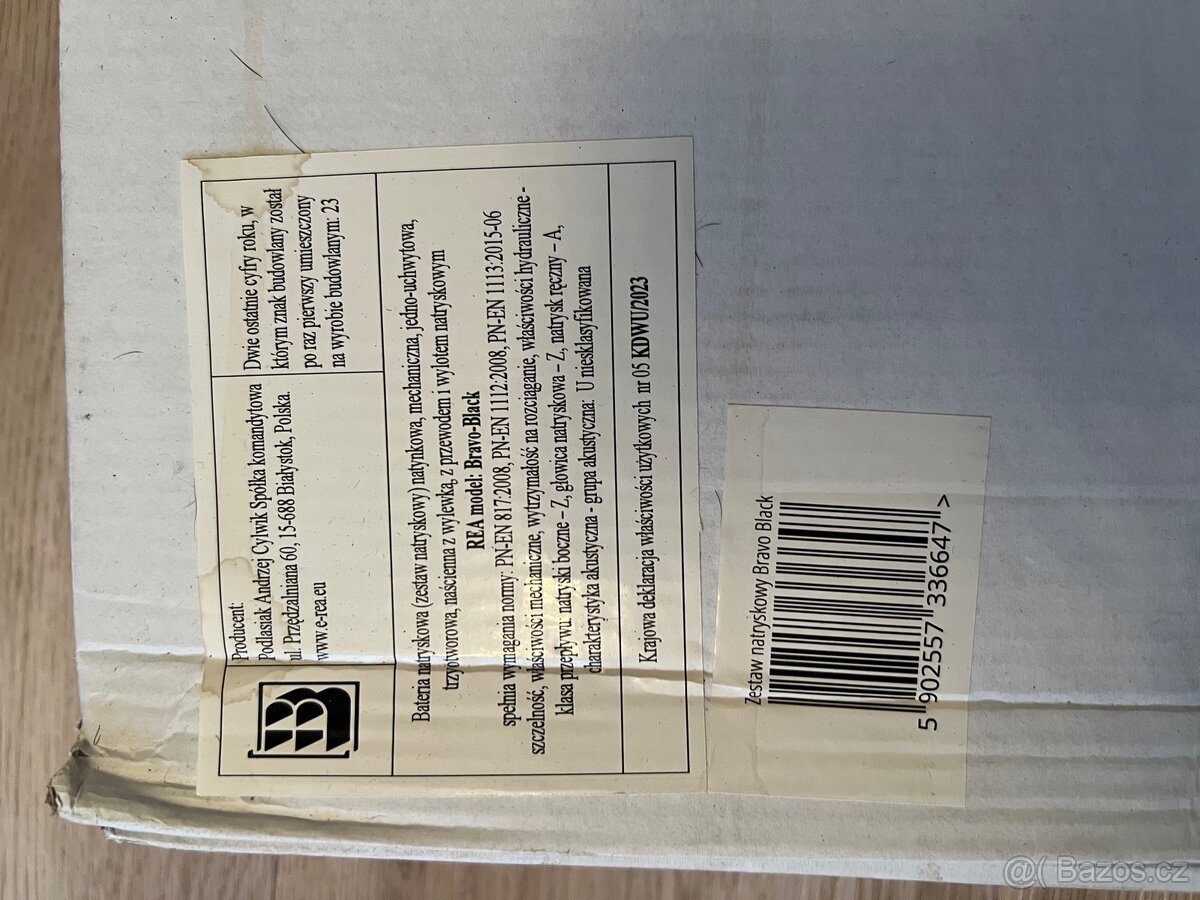 B
Producent:
Podlasiak Andrzej Cylwik Spółka komandytowa
ul. Przędzalniana 60, 15-688 Białystok, Polska.
www.e-rea.eu
Dwie ostatnie cyfry roku, w
którym znak budowlany został
po raz pierwszy umieszczony
na wyrobie budowlanym: 23
Bateria natryskowa (zestaw natryskowy) natynkowa, mechaniczna, jedno-uchwytowa,
trzyotworowa, naścienna z wylewką, z przewodem i wylotem natryskowym
REA model: Bravo-Black
spełnia wymagania normy: PN-EN 817:2008, PN-EN 1112:2008, PN-EN 1113:2015-06
szczelność, właściwości mechaniczne, wytrzymałość na rozciąganie, właściwości hydrauliczne -
klasa przepływu: natryski boczne – Z, głowica natryskowa – Z, natrysk ręczny – A,
charakterystyka akustyczna - grupa akustyczna: U niesklasyfikowana
Krajowa deklaracja właściwości użytkowych nr 05 KDWU/2023
Zestaw natryskowy Bravo Black
5 902557 336647 >
@( Bazos.cz